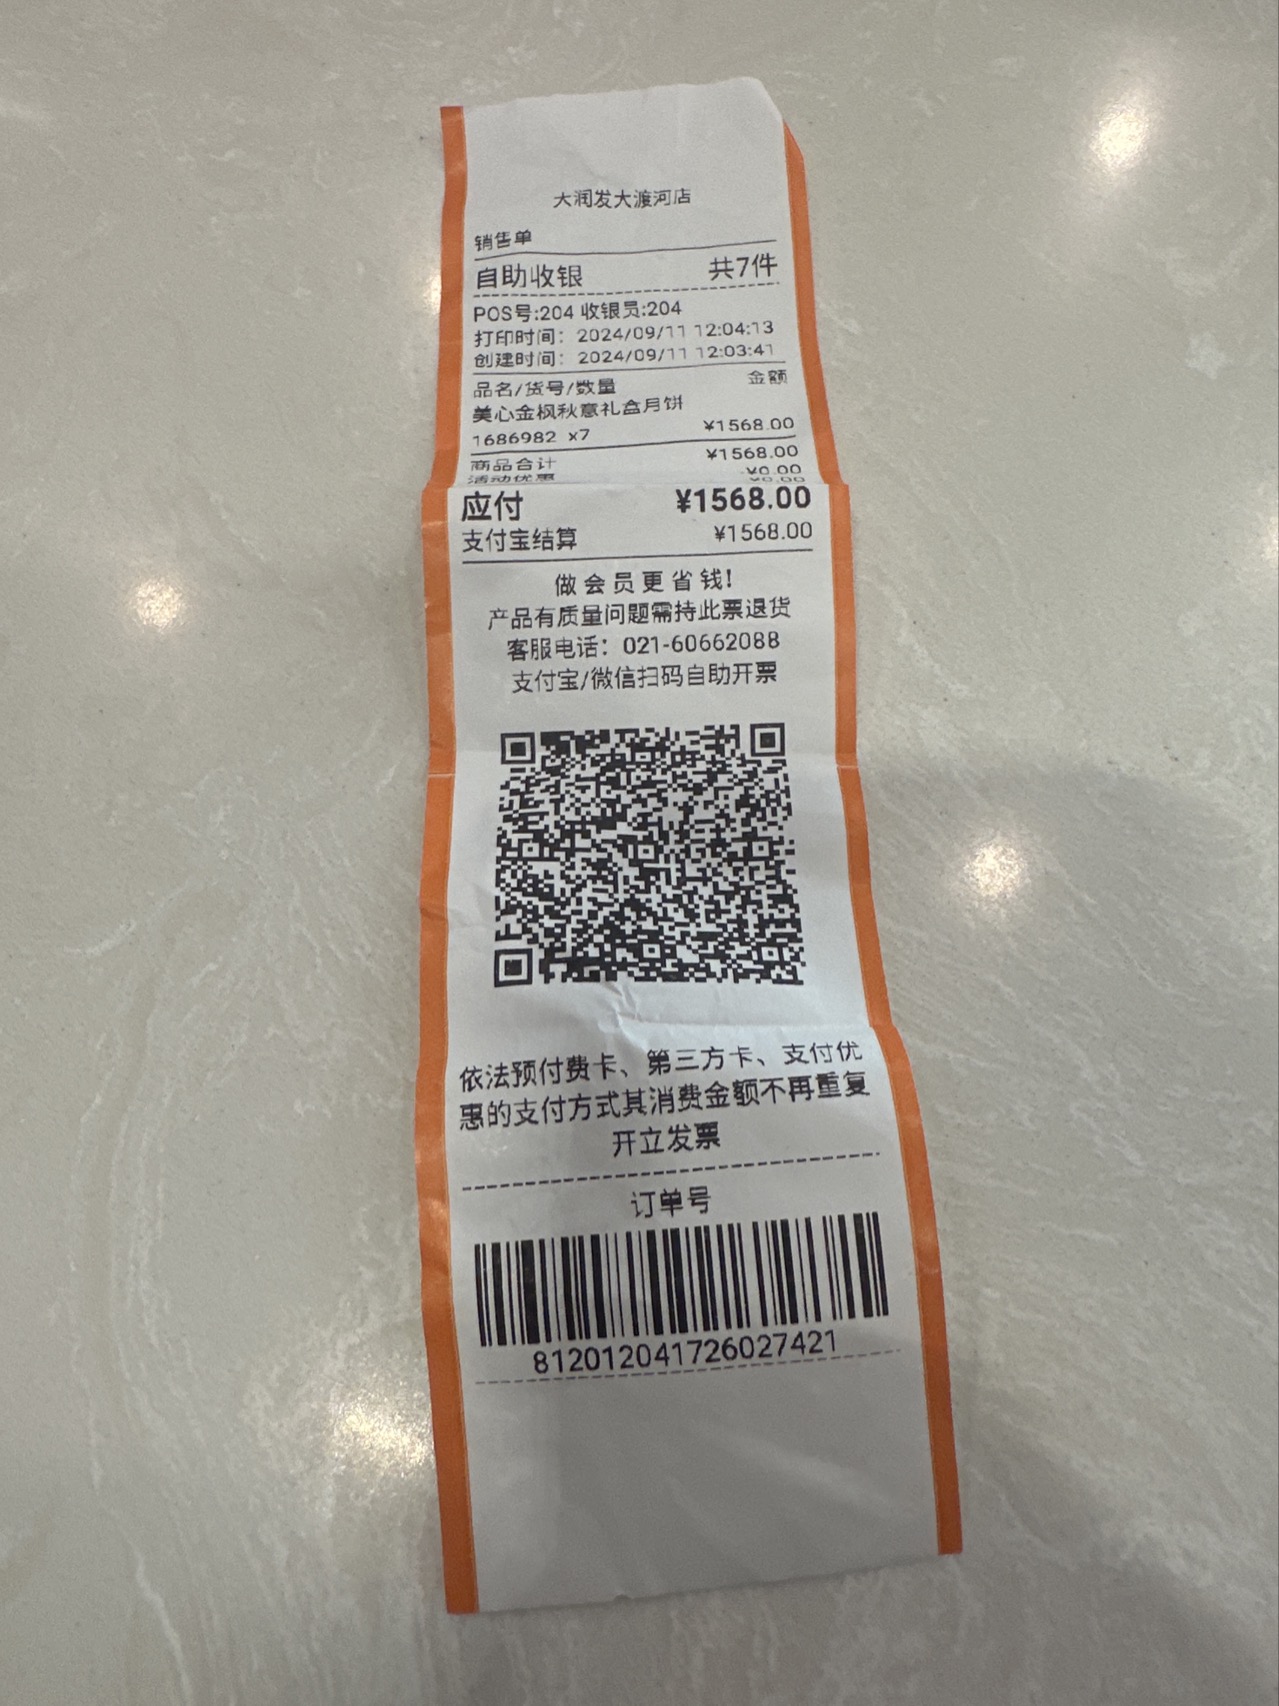 大润发大渡河店
销售单
自助收银 共7件
POS号:204 收银员:204
打印时间： 2024/09/11 12:04:13
创建时间： 2024/09/11 12:03:41
品名/货号/数量 金额
美心金枫秋意礼盒月饼
1686982 x7 ¥1568.00
商品合计 ¥1568.00
活动优惠 -¥0.00
¥0.00
应付 ¥1568.00
支付宝结算 ¥1568.00
做会员更省钱!
产品有质量问题需持此票退货
客服电话： 021-60662088
支付宝/微信扫码自助开票
依法预付费卡、第三方卡、支付优
惠的支付方式其消费金额不再重复
开立发票
订单号
812012041726027421